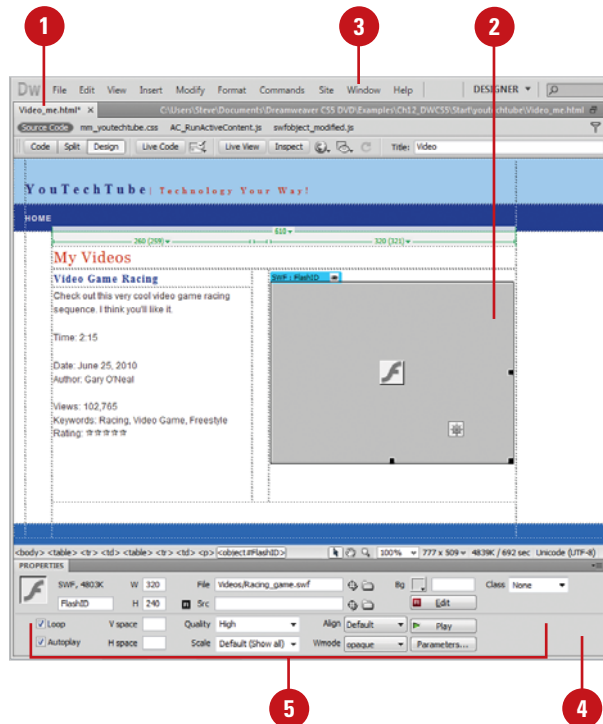 1
3
2
DW File Edit View Insert Modify Format Commands Site Window Help DESIGNER
Video_me.html* × C:\Users\Steve\Documents\Dreamweaver CS5 DVD\Examples\Ch12_DWCS5\Start\youtechtube\Video_me.html
Source Code mm_youtechtube.css AC_RunActiveContent.js swfobject_modified.js
Code Split Design Live Code Live View Inspect Title: Video
YouTechTube| Technology Your Way!
HOME
610
260 (299) 320 (321)
My Videos
Video Game Racing
SWF : FlashID
Check out this very cool video game racing
sequence. I think you'll like it.
Time: 2:15
Date: June 25, 2010
Author: Gary O'Neal
Views: 102,765
Keywords: Racing, Video Game, Freestyle
Rating: ☆☆☆☆☆
<body> <table> <tr> <td> <table> <tr> <td> <p> <object#FlashID> 100% 777 x 509 4839K / 692 sec Unicode (UTF-8)
PROPERTIES
SWF, 4803K W 320 File Videos/Racing_game.swf Bg Class None
FlashID H 240 Src Edit
Loop V space Quality High Align Default Play
Autoplay H space Scale Default (Show all) Wmode opaque Parameters...
5
4